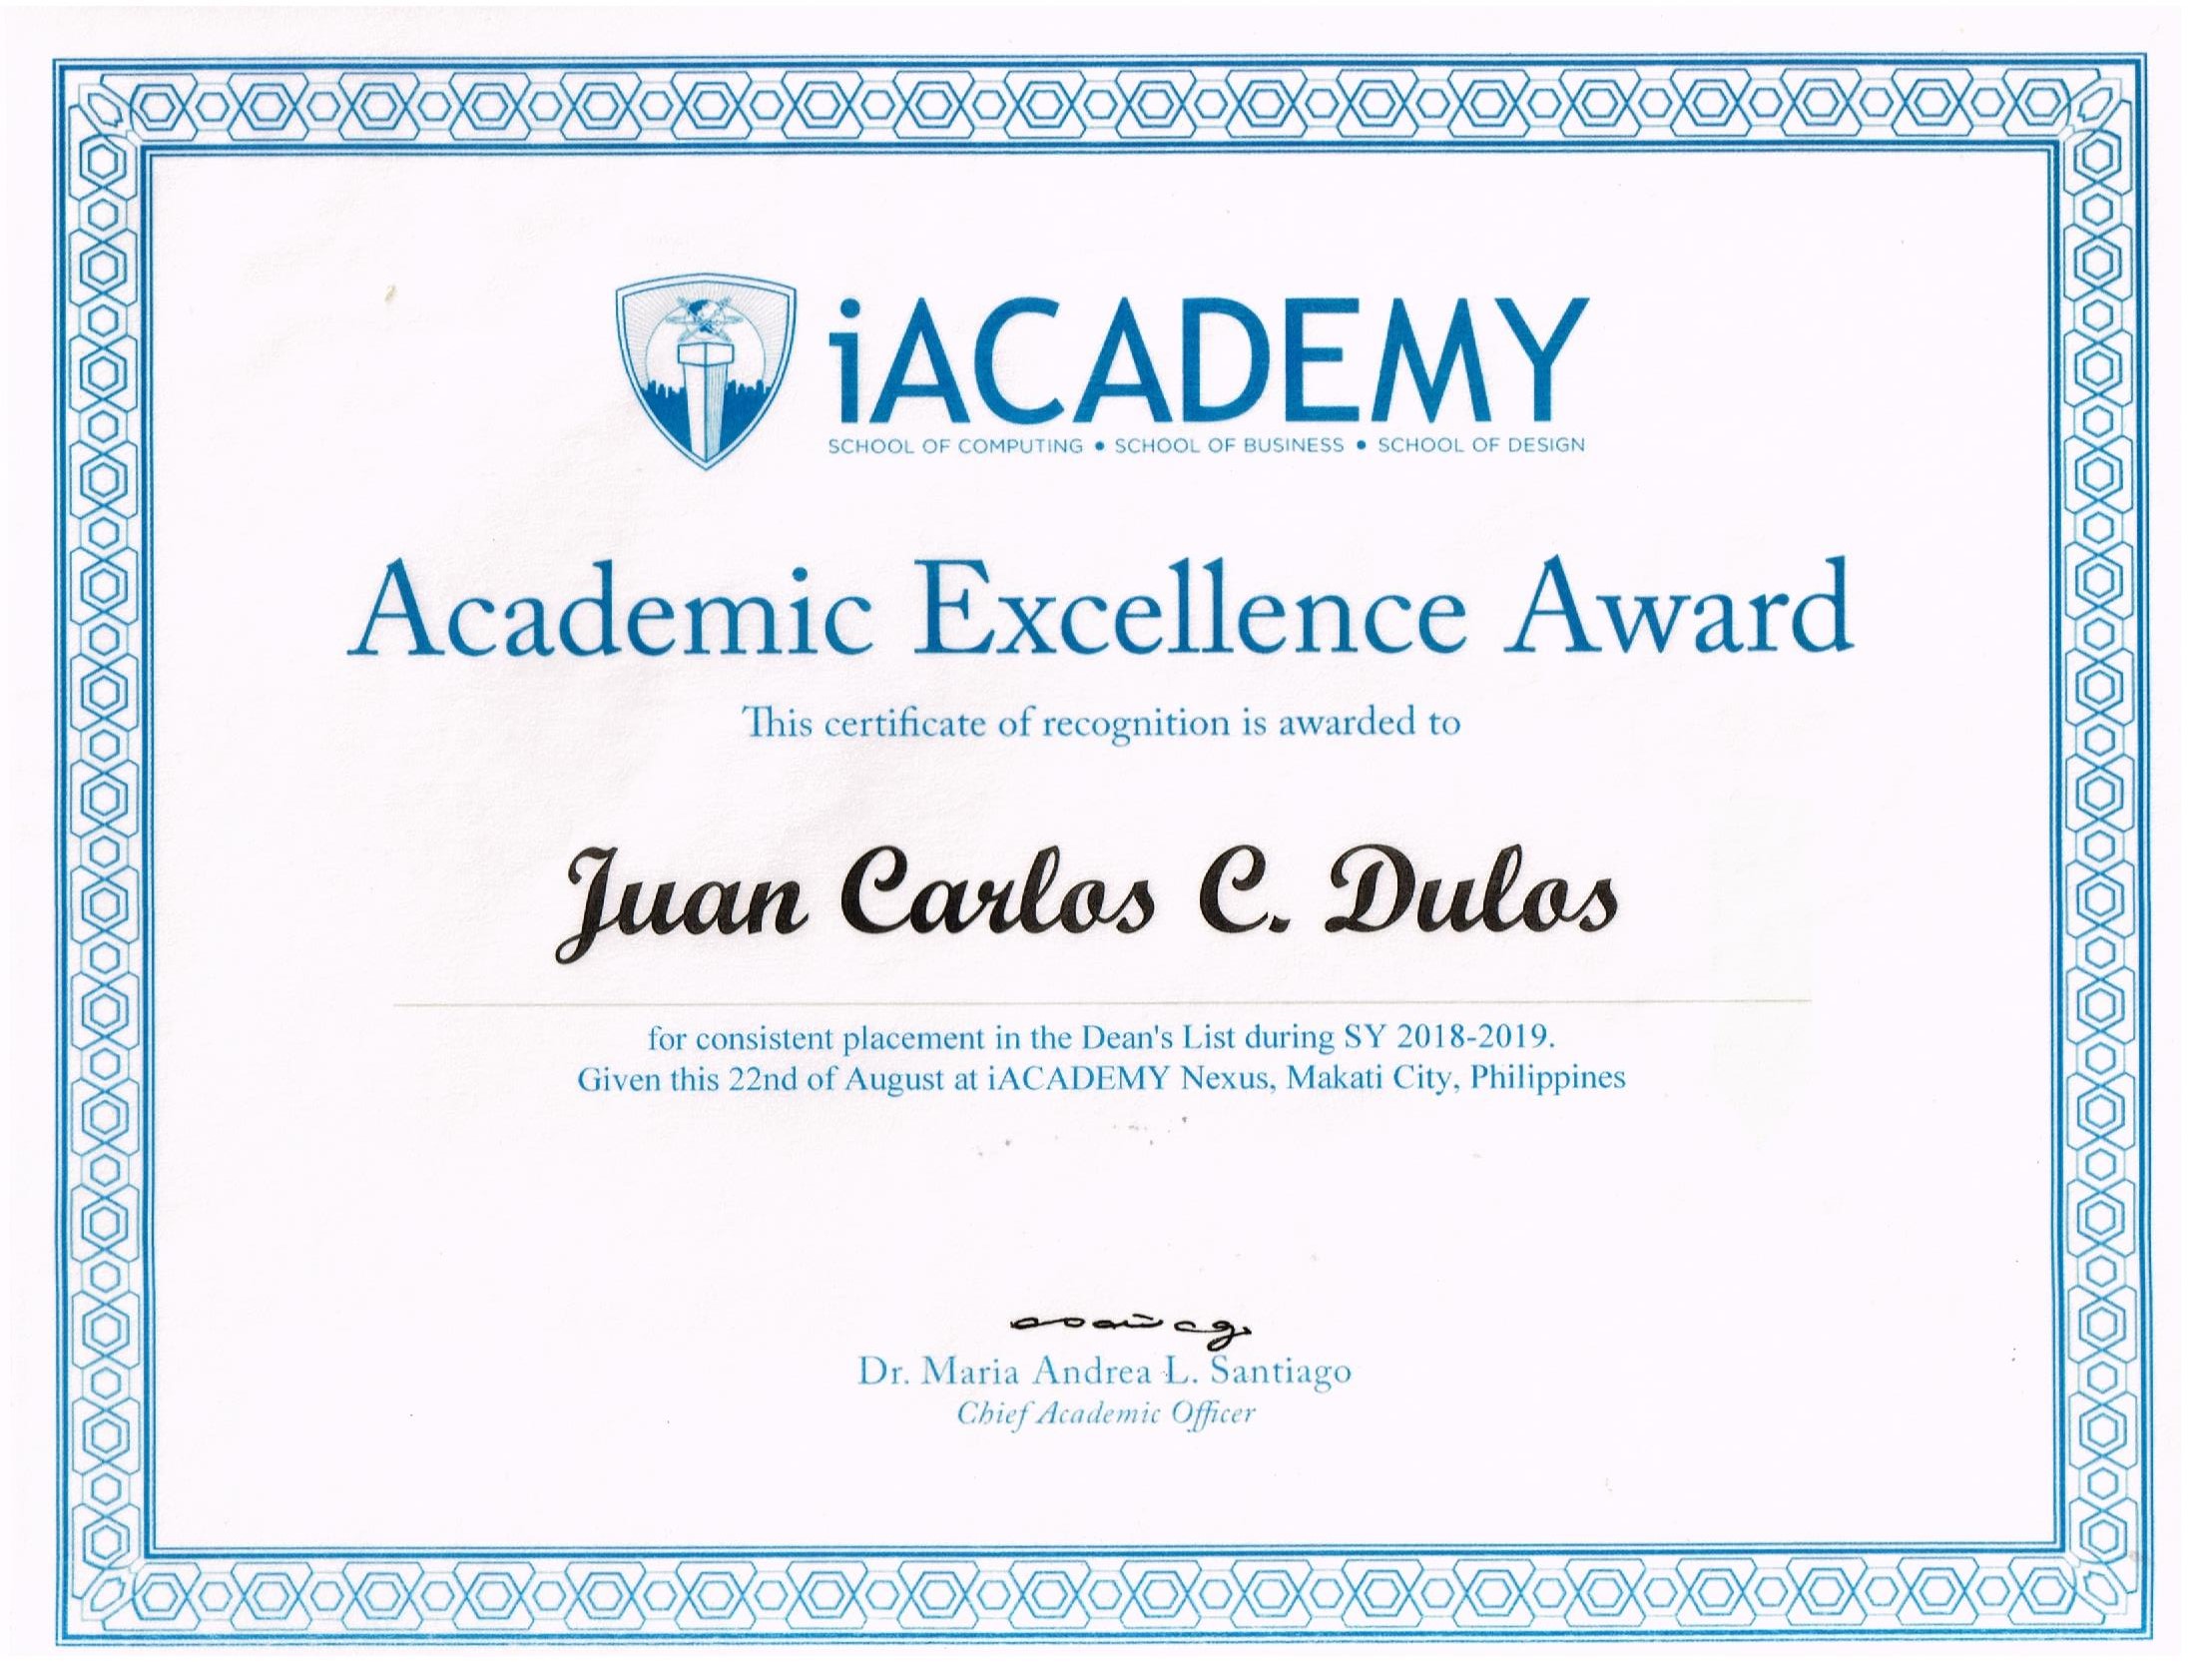 iACADEMY
SCHOOL OF COMPUTING • SCHOOL OF BUSINESS • SCHOOL OF DESIGN
Academic Excellence Award
This certificate of recognition is awarded to
Juan Carlos C. Dulos
for consistent placement in the Dean's List during SY 2018-2019.
Given this 22nd of August at iACADEMY Nexus, Makati City, Philippines
Dr. Maria Andrea L. Santiago
Chief Academic Officer